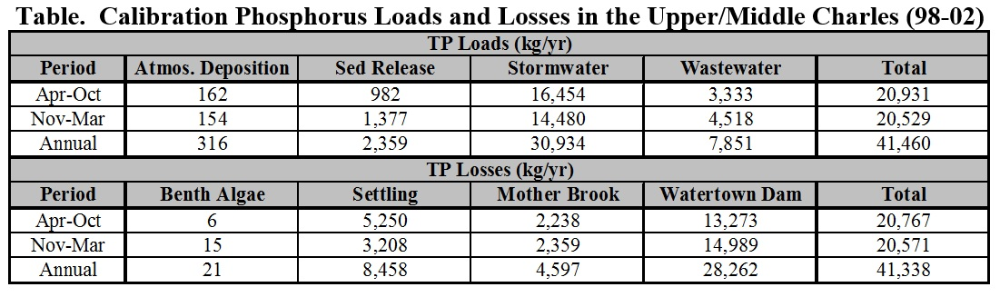 Table. Calibration Phosphorus Loads and Losses in the Upper/Middle Charles (98-02)
TP Loads (kg/yr)
Period Atmos. Deposition Sed Release Stormwater Wastewater Total
Apr-Oct 162 982 16,454 3,333 20,931
Nov-Mar 154 1,377 14,480 4,518 20,529
Annual 316 2,359 30,934 7,851 41,460
TP Losses (kg/yr)
Period Benth Algae Settling Mother Brook Watertown Dam Total
Apr-Oct 6 5,250 2,238 13,273 20,767
Nov-Mar 15 3,208 2,359 14,989 20,571
Annual 21 8,458 4,597 28,262 41,338